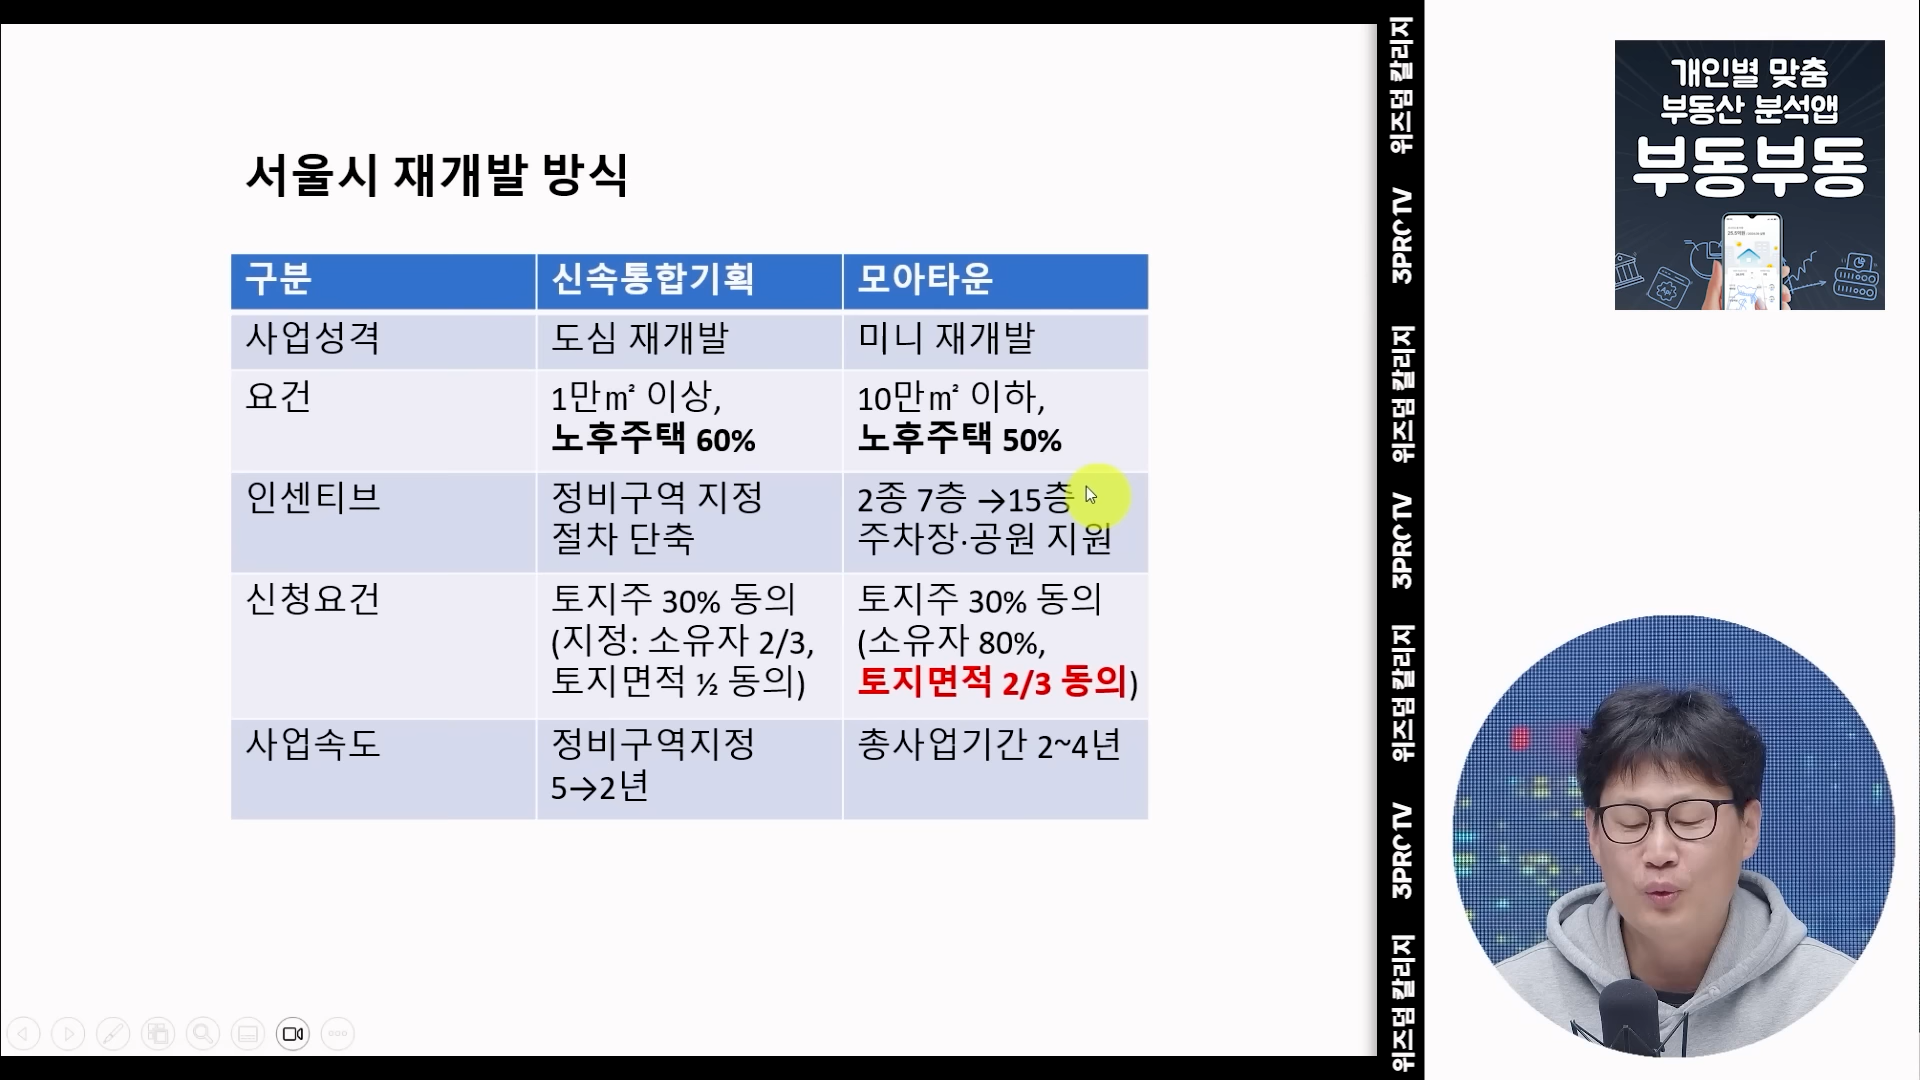 서울시 재개발 방식
구분 신속통합기획 모아타운
사업성격 도심 재개발 미니 재개발
요건 1만㎡ 이상, 10만㎡ 이하,
노후주택 60% 노후주택 50%
인센티브 정비구역 지정 2종 7층 →15층
절차 단축 주차장·공원 지원
신청요건 토지주 30% 동의 토지주 30% 동의
(지정: 소유자 2/3, (소유자 80%,
토지면적 ½ 동의) 토지면적 2/3 동의)
사업속도 정비구역지정 총사업기간 2~4년
5→2년
위즈덤 칼리지
3PROTV
위즈덤 칼리지
3PROTV
위즈덤 칼리지
3PROTV
위즈덤 칼리지
개인별 맞춤
부동산 분석앱
부동부동